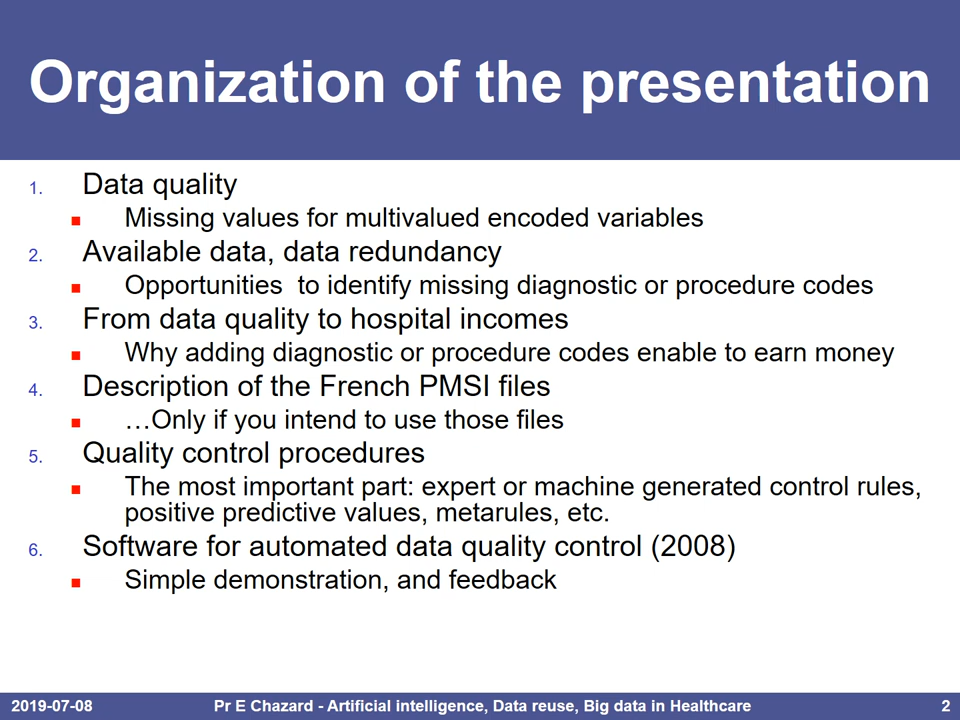 Organization of the presentation
1. Data quality
■ Missing values for multivalued encoded variables
2. Available data, data redundancy
■ Opportunities  to identify missing diagnostic or procedure codes
3. From data quality to hospital incomes
■ Why adding diagnostic or procedure codes enable to earn money
4. Description of the French PMSI files
■ …Only if you intend to use those files
5. Quality control procedures
■ The most important part: expert or machine generated control rules,
positive predictive values, metarules, etc.
6. Software for automated data quality control (2008)
■ Simple demonstration, and feedback
2019-07-08 Pr E Chazard - Artificial intelligence, Data reuse, Big data in Healthcare 2